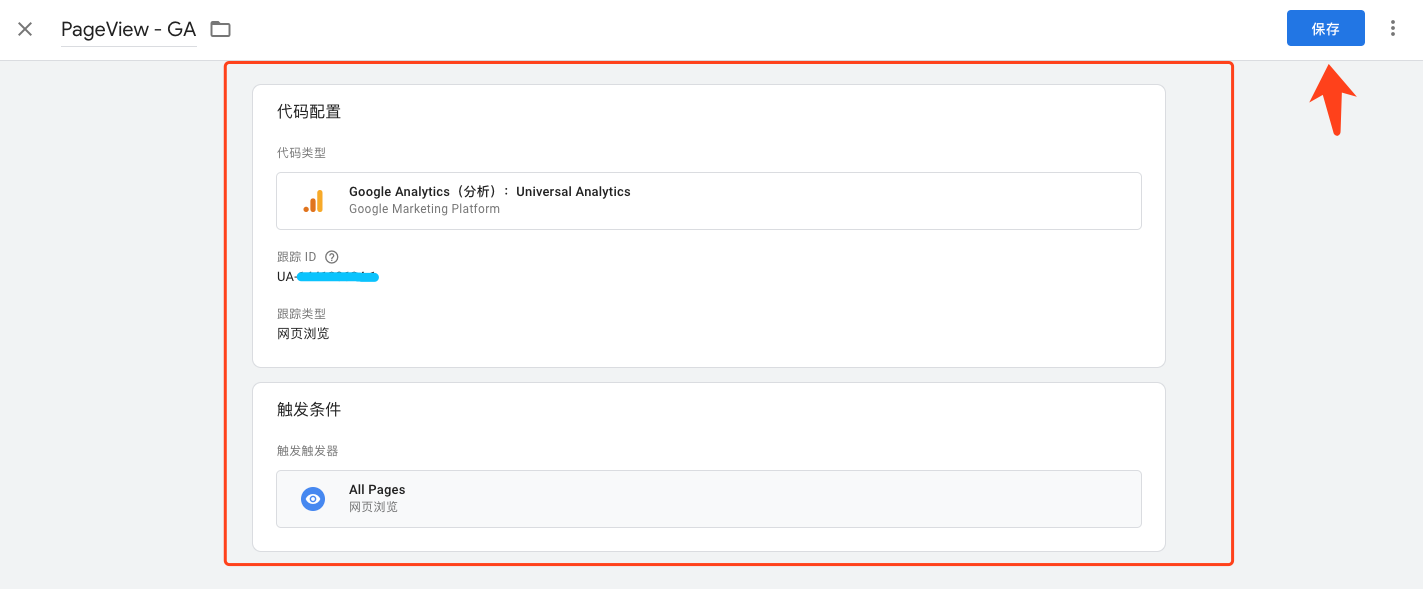 PageView - GA
保存
代码配置
代码类型
Google Analytics（分析）：Universal Analytics
Google Marketing Platform
跟踪 ID
UA-
跟踪类型
网页浏览
触发条件
触发触发器
All Pages
网页浏览